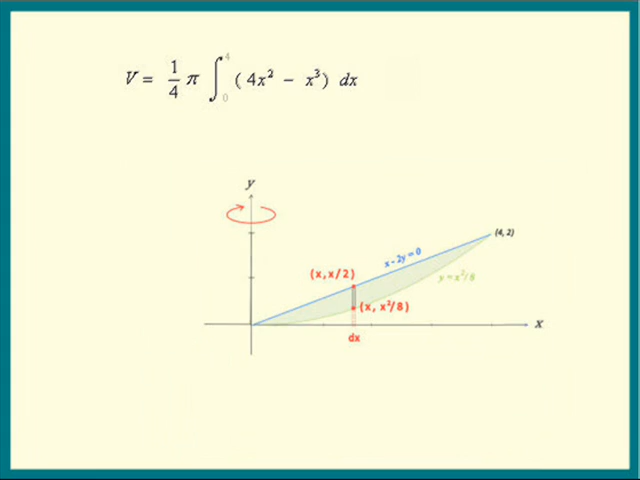 V = 1/4 π ∫₀⁴ ( 4x² − x³) dx
y
(4, 2)
x - 2y = 0
(x, x/2)
y = x²/8
(x, x²/8)
x
dx